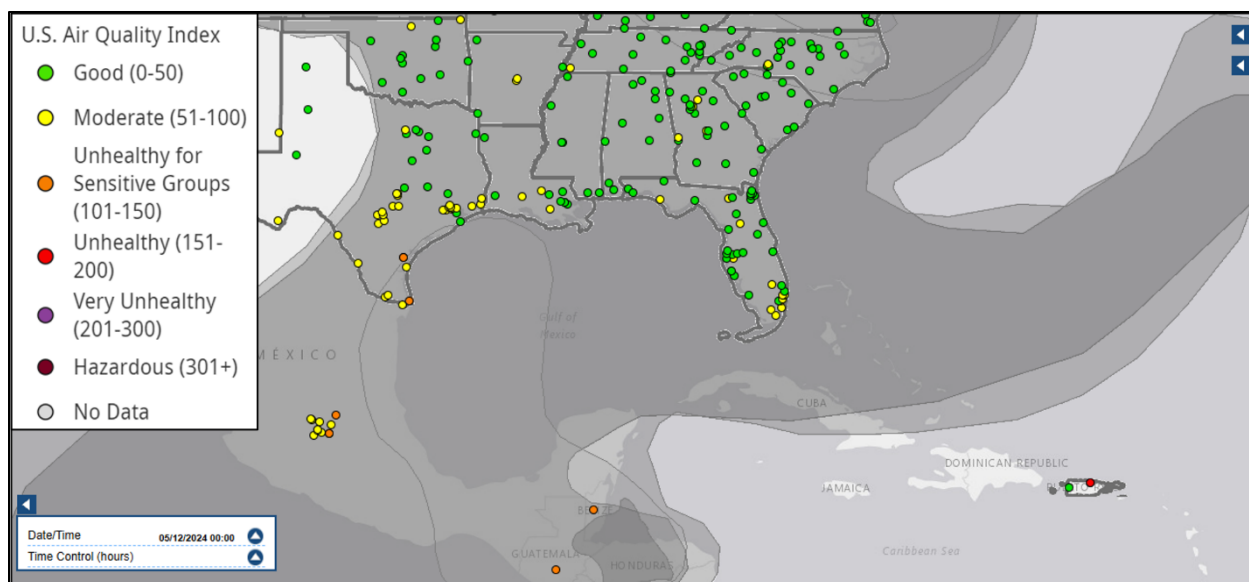 U.S. Air Quality Index
Good (0-50)
Moderate (51-100)
Unhealthy for
Sensitive Groups
(101-150)
Unhealthy (151-
200)
Very Unhealthy
(201-300)
Hazardous (301+)
No Data
Gulf of
Mexico
MÉXICO
CUBA
DOMINICAN REPUBLIC
JAMAICA
Caribbean Sea
GUATEMALA
HONDURAS
Date/Time 05/12/2024 00:00
Time Control (hours)